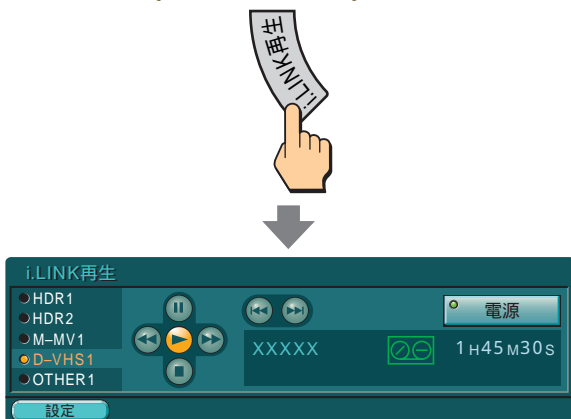 i.LINK再生
i.LINK再生
HDR1
HDR2
M–MV1
D–VHS1
OTHER1
電源
XXXXX
1H45M30S
設定